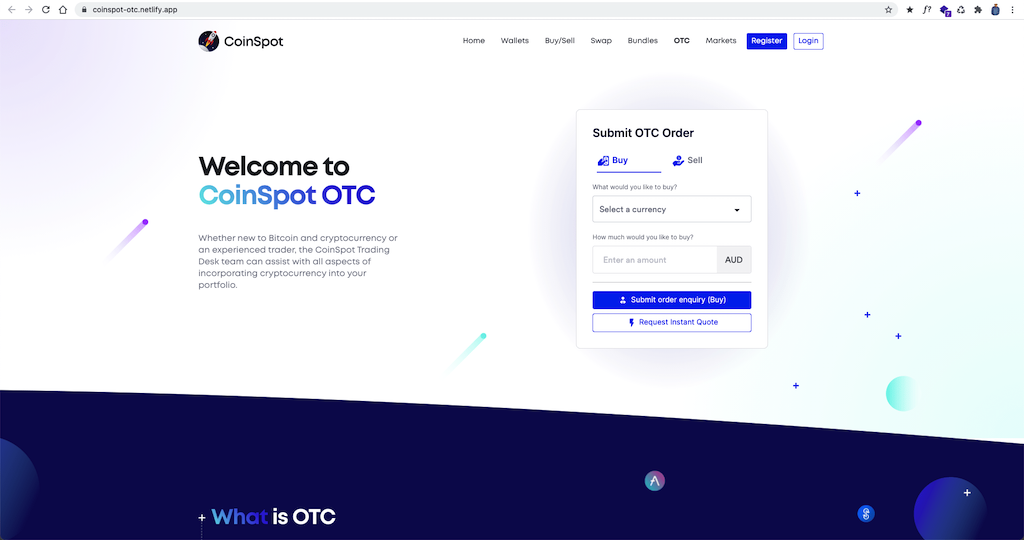 coinspot-otc.netlify.app
f?
7
CoinSpot
Home
Wallets
Buy/Sell
Swap
Bundles
OTC
Markets
Register
Login
Welcome to
CoinSpot OTC
Whether new to Bitcoin and cryptocurrency or
an experienced trader, the CoinSpot Trading
Desk team can assist with all aspects of
incorporating cryptocurrency into your
portfolio.
Submit OTC Order
Buy
Sell
What would you like to buy?
Select a currency
How much would you like to buy?
Enter an amount
AUD
Submit order enquiry (Buy)
Request Instant Quote
What is OTC